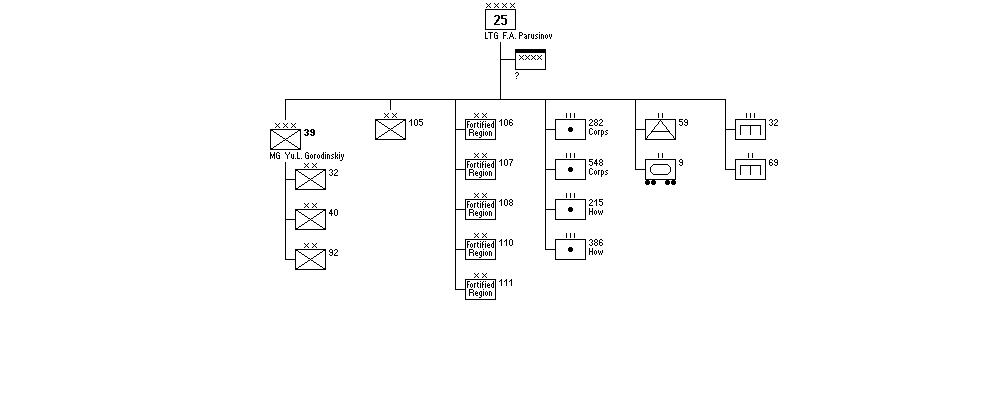 XXXX
25
LTG F.A. Parusinov
XXXX
?
XXX
39
MG Yu.L. Gorodinskiy
XX
32
XX
40
XX
92
XX
105
XX
Fortified
Region
106
XX
Fortified
Region
107
XX
Fortified
Region
108
XX
Fortified
Region
110
XX
Fortified
Region
111
III
282
Corps
III
548
Corps
III
215
How
III
386
How
II
59
II
9
III
32
II
69